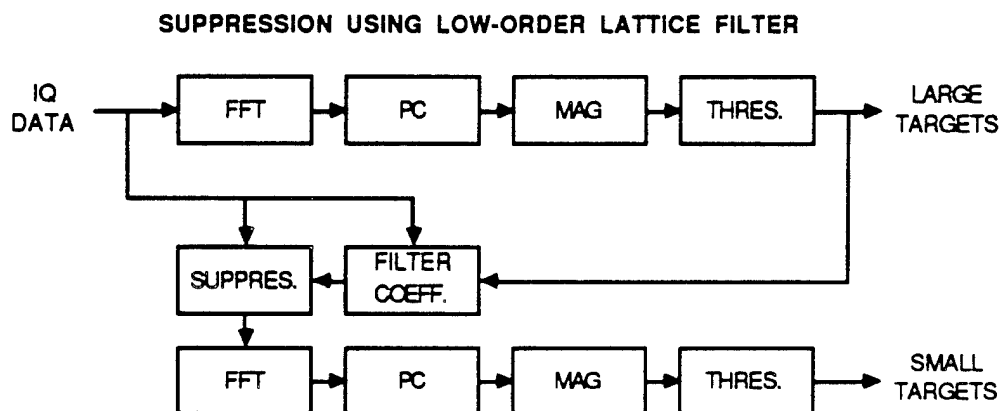 SUPPRESSION USING LOW-ORDER LATTICE FILTER
IQ
DATA
FFT
PC
MAG
THRES.
LARGE
TARGETS
SUPPRES.
FILTER
COEFF.
FFT
PC
MAG
THRES.
SMALL
TARGETS